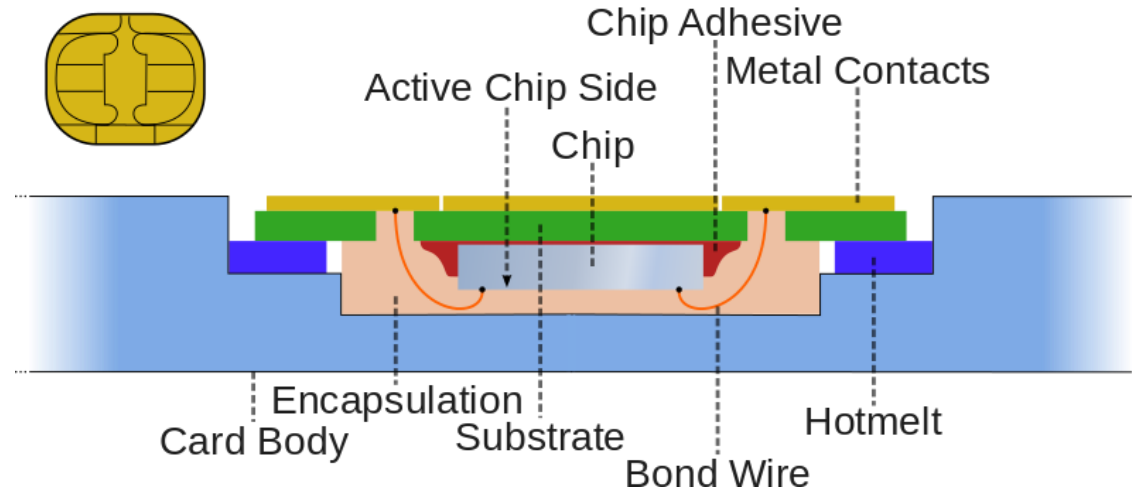 Chip Adhesive
Metal Contacts
Active Chip Side
Chip
Encapsulation
Card Body
Substrate
Hotmelt
Bond Wire